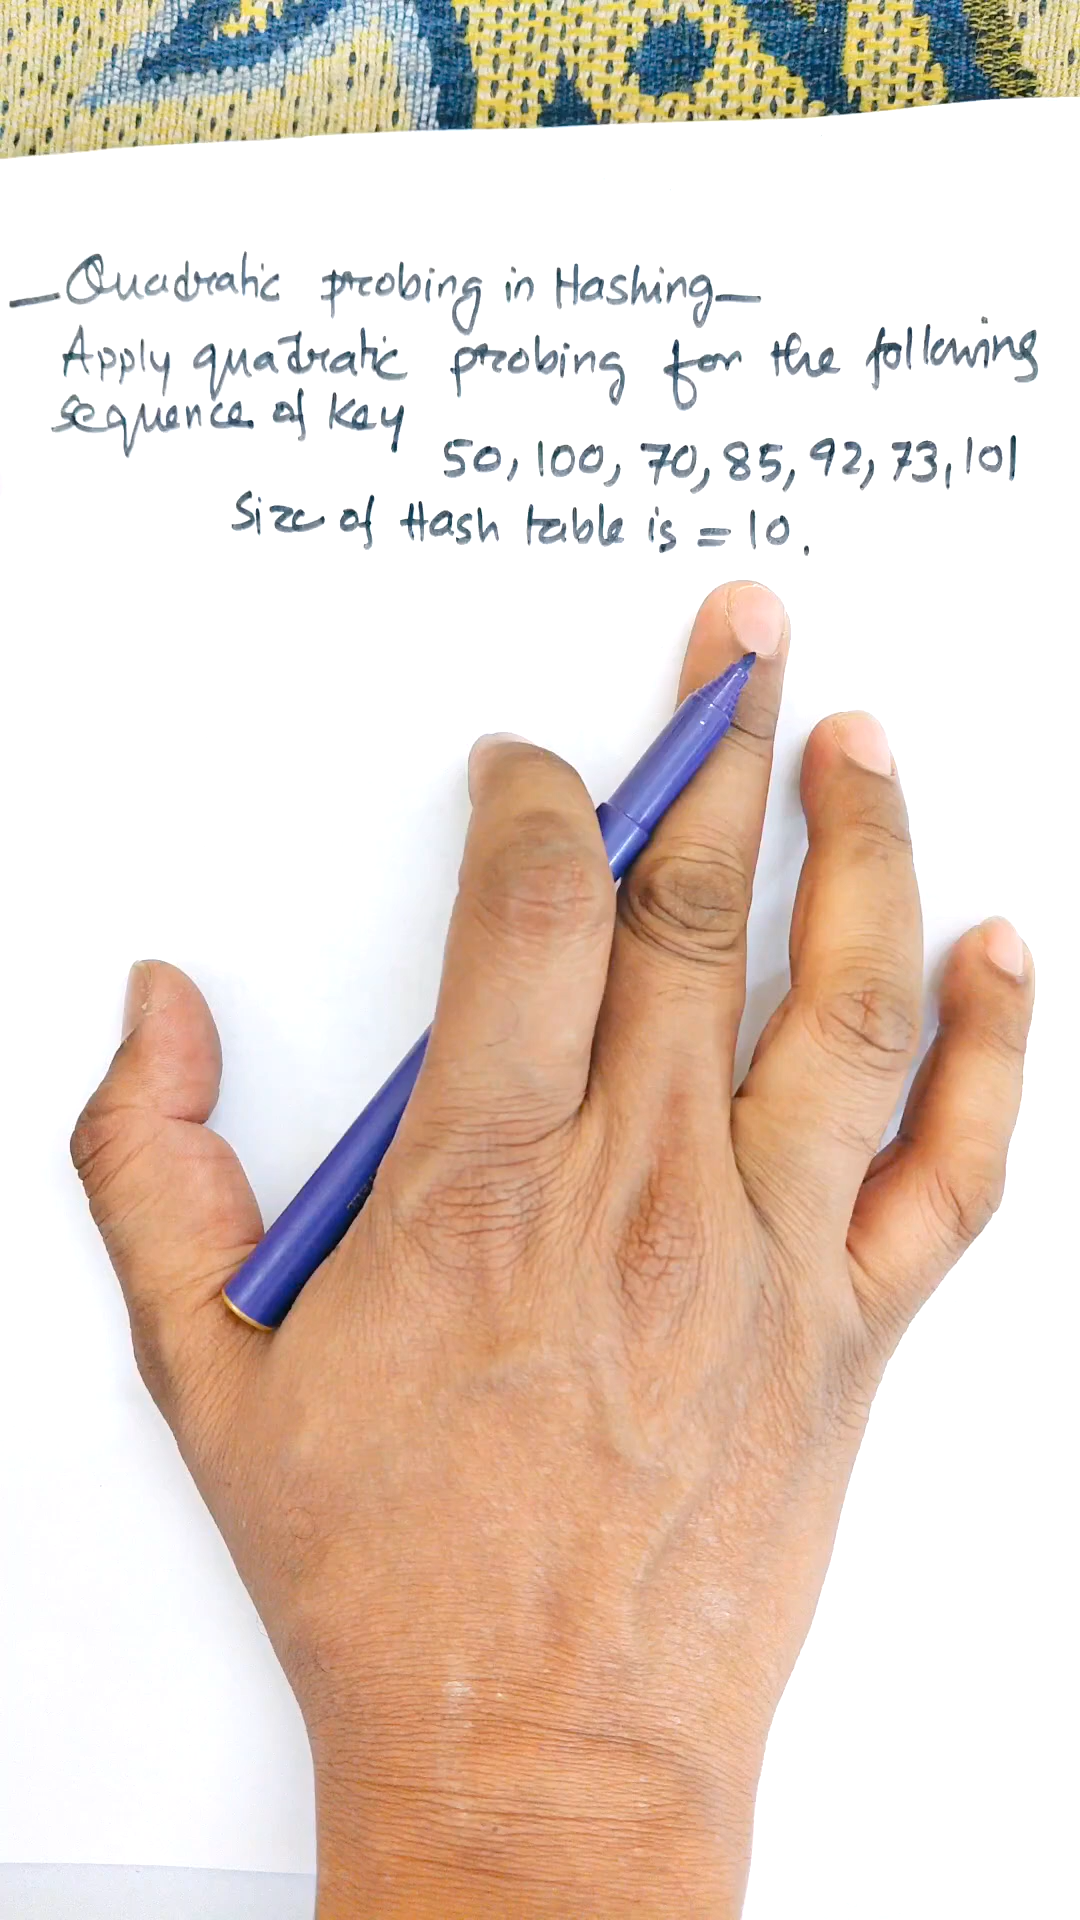 Quadratic probing in Hashing
Apply quadratic probing for the following
sequence of key
50, 100, 70, 85, 92, 73, 101
Size of Hash table is = 10.